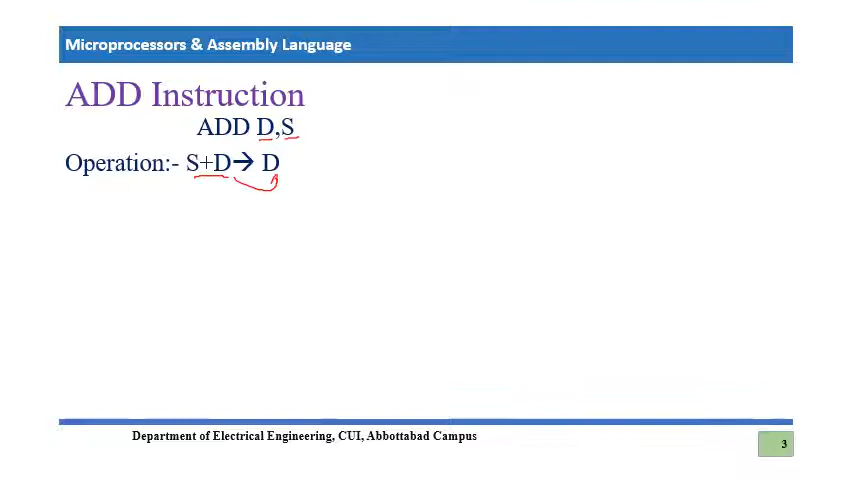 Microprocessors & Assembly Language
ADD Instruction
ADD D,S
Operation:- S+D→ D
Department of Electrical Engineering, CUI, Abbottabad Campus
3